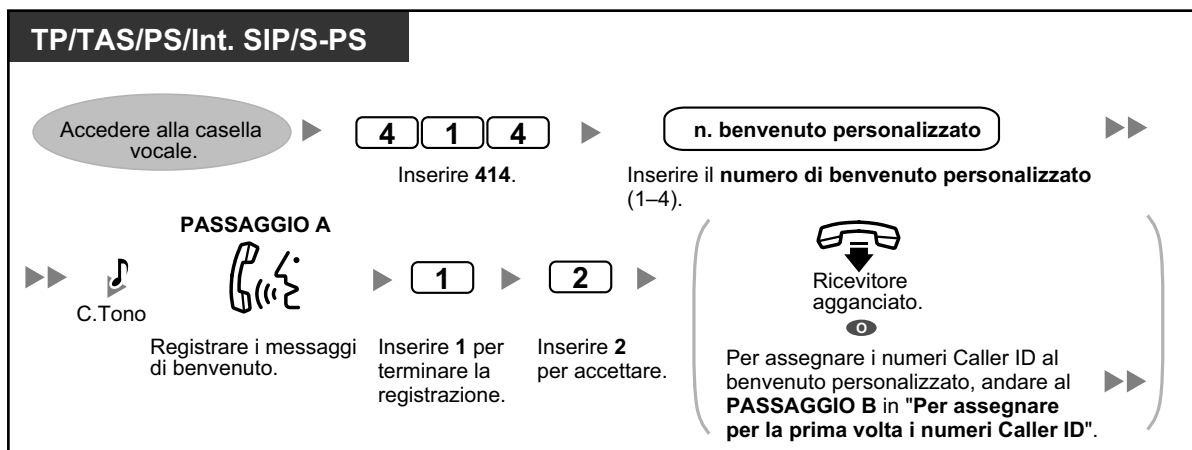 TP/TAS/PS/Int. SIP/S-PS
Accedere alla casella
vocale.
4 1 4
Inserire 414.
n. benvenuto personalizzato
Inserire il numero di benvenuto personalizzato
(1–4).
C.Tono
PASSAGGIO A
Registrare i messaggi
di benvenuto.
1
Inserire 1 per
terminare la
registrazione.
2
Inserire 2
per accettare.
Ricevitore
agganciato.
O
Per assegnare i numeri Caller ID al
benvenuto personalizzato, andare al
PASSAGGIO B in "Per assegnare
per la prima volta i numeri Caller ID".